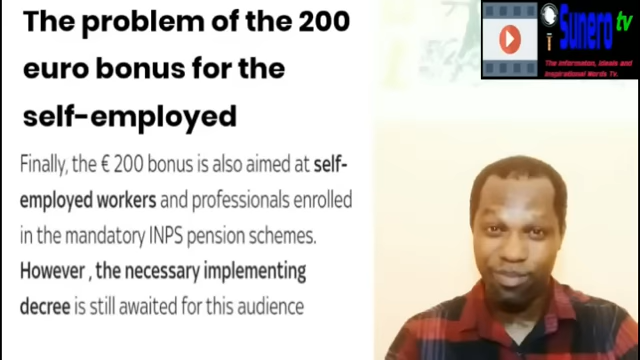 The problem of the 200
euro bonus for the
self-employed
Finally, the € 200 bonus is also aimed at self-
employed workers and professionals enrolled
in the mandatory INPS pension schemes.
However , the necessary implementing
decree is still awaited for this audience
Sunero tv
The Information, Ideals and
Inspirational Words Tv.